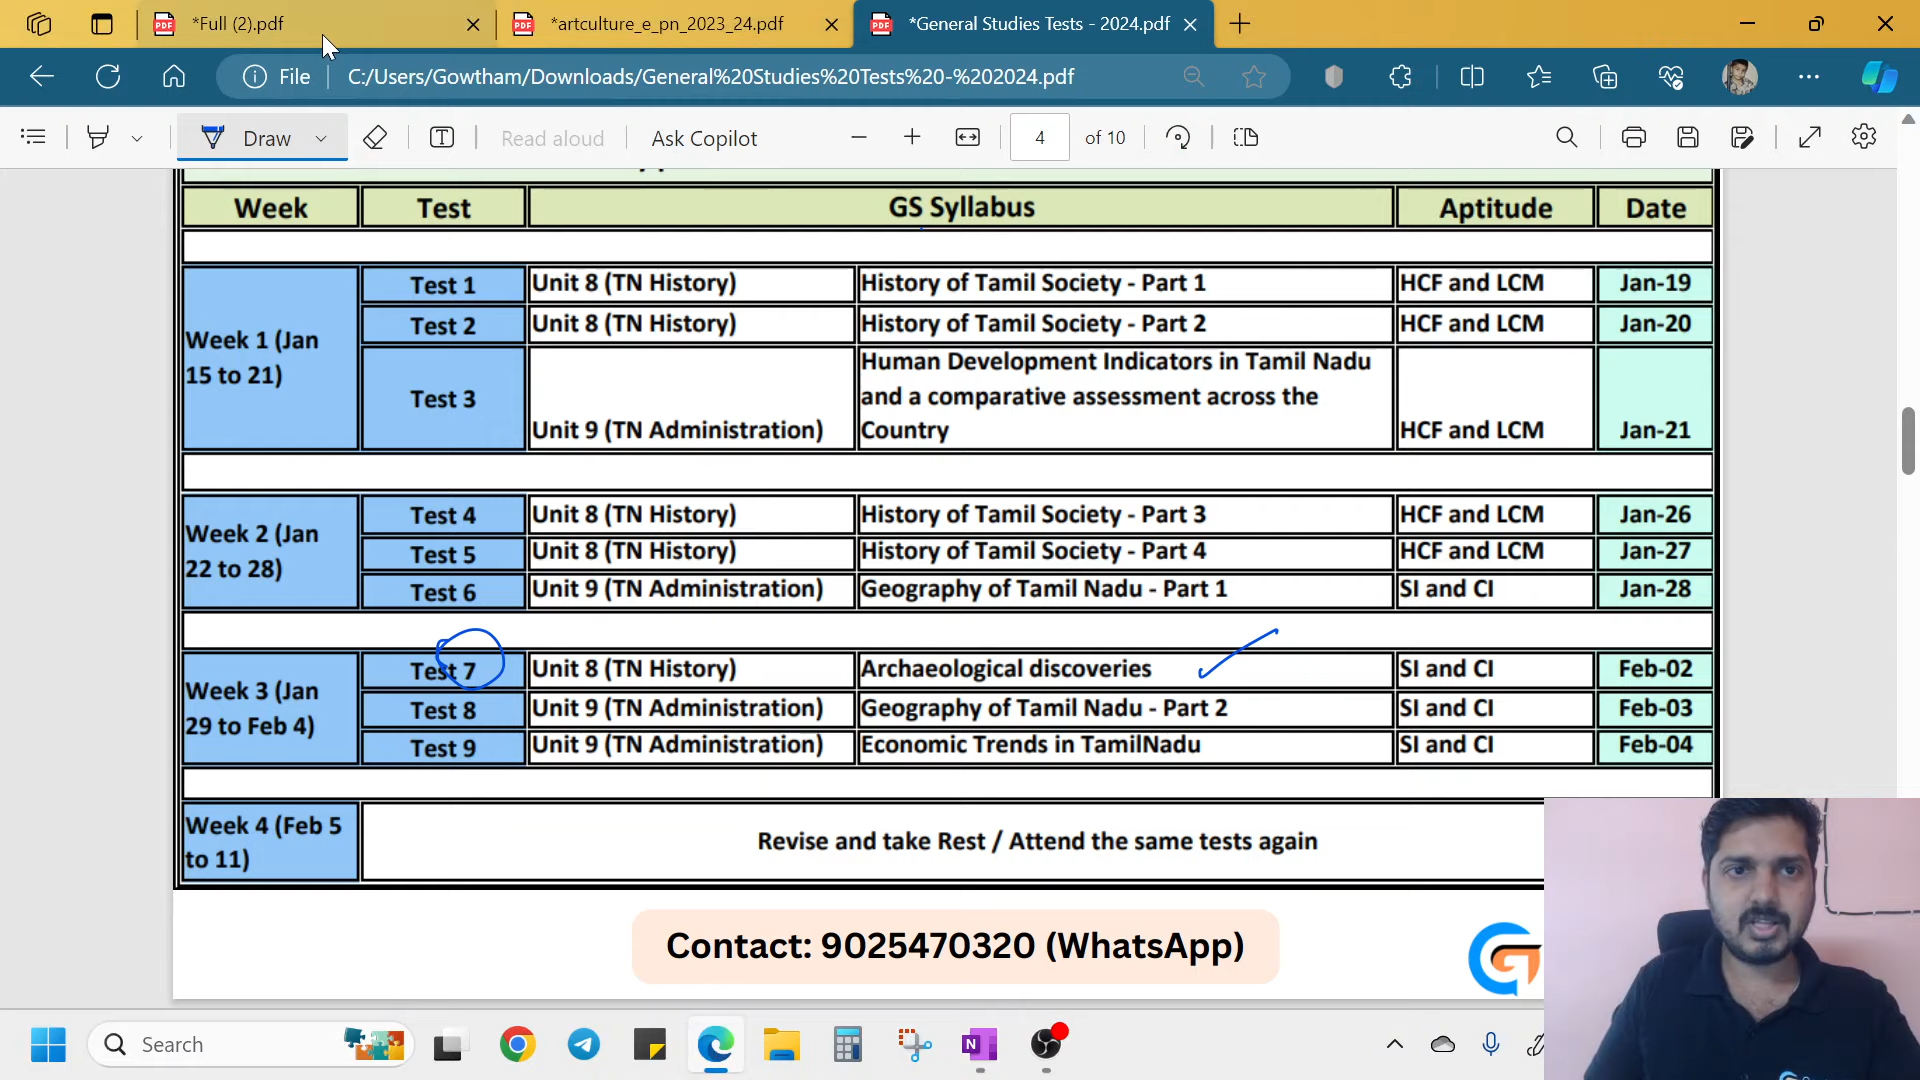 *Full (2).pdf
*artculture_e_pn_2023_24.pdf
*General Studies Tests - 2024.pdf
File
C:/Users/Gowtham/Downloads/General%20Studies%20Tests%20-%202024.pdf
Draw
Read aloud
Ask Copilot
4 of 10
Week Test GS Syllabus Aptitude Date
Week 1 (Jan
15 to 21)
Test 1 Unit 8 (TN History) History of Tamil Society - Part 1 HCF and LCM Jan-19
Test 2 Unit 8 (TN History) History of Tamil Society - Part 2 HCF and LCM Jan-20
Test 3
Unit 9 (TN Administration)
Human Development Indicators in Tamil Nadu
and a comparative assessment across the
Country
HCF and LCM
Jan-21
Week 2 (Jan
22 to 28)
Test 4 Unit 8 (TN History) History of Tamil Society - Part 3 HCF and LCM Jan-26
Test 5 Unit 8 (TN History) History of Tamil Society - Part 4 HCF and LCM Jan-27
Test 6 Unit 9 (TN Administration) Geography of Tamil Nadu - Part 1 SI and CI Jan-28
Week 3 (Jan
29 to Feb 4)
Test 7 Unit 8 (TN History) Archaeological discoveries SI and CI Feb-02
Test 8 Unit 9 (TN Administration) Geography of Tamil Nadu - Part 2 SI and CI Feb-03
Test 9 Unit 9 (TN Administration) Economic Trends in TamilNadu SI and CI Feb-04
Week 4 (Feb 5
to 11)
Revise and take Rest / Attend the same tests again
Contact: 9025470320 (WhatsApp)
GT
Search